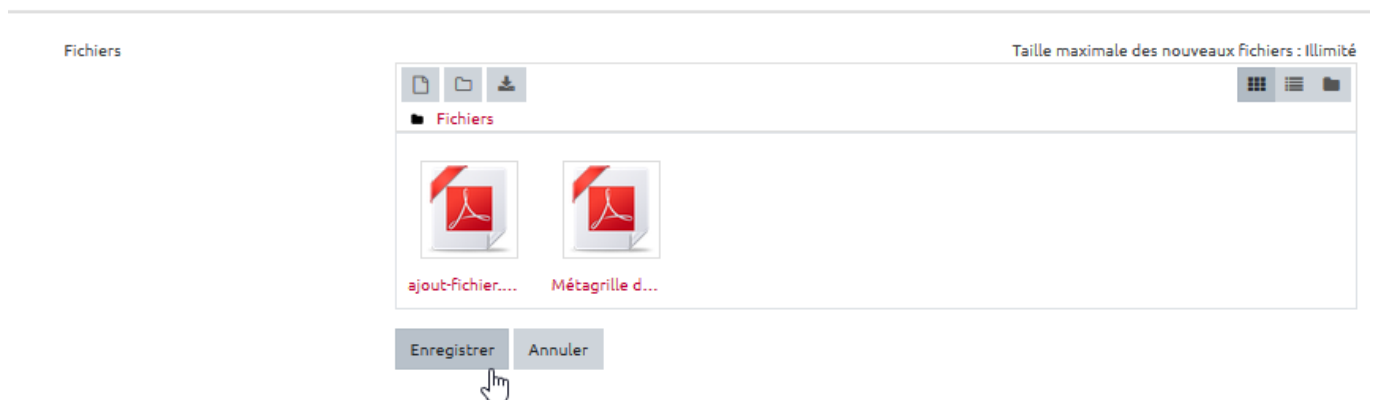 Fichiers
Taille maximale des nouveaux fichiers : Illimité
Fichiers
ajout-fichier....
Métagrille d...
Enregistrer
Annuler